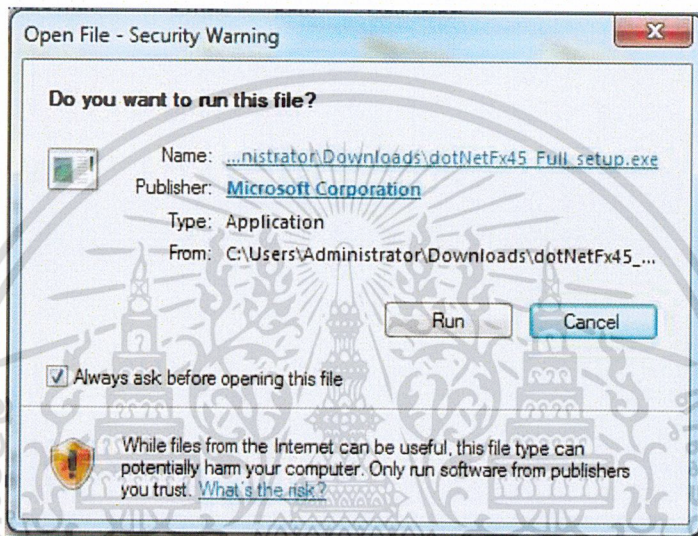 Open File - Security Warning
Do you want to run this file?
Name: ...nistrator\Downloads\dotNetFx45_Full_setup.exe
Publisher: Microsoft Corporation
Type: Application
From: C:\Users\Administrator\Downloads\dotNetFx45_...
Run Cancel
Always ask before opening this file
While files from the Internet can be useful, this file type can
potentially harm your computer. Only run software from publishers
you trust. What's the risk?